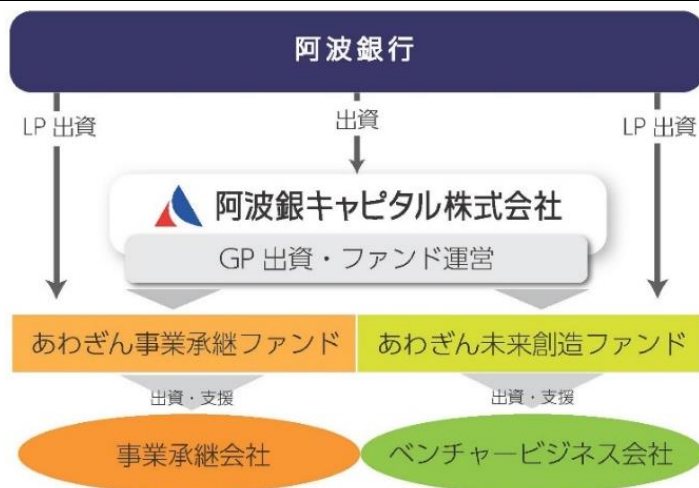 阿波銀行
LP 出資
出資
LP 出資
阿波銀キャピタル株式会社
GP 出資・ファンド運営
あわぎん事業承継ファンド
あわぎん未来創造ファンド
出資・支援
出資・支援
事業承継会社
ベンチャービジネス会社